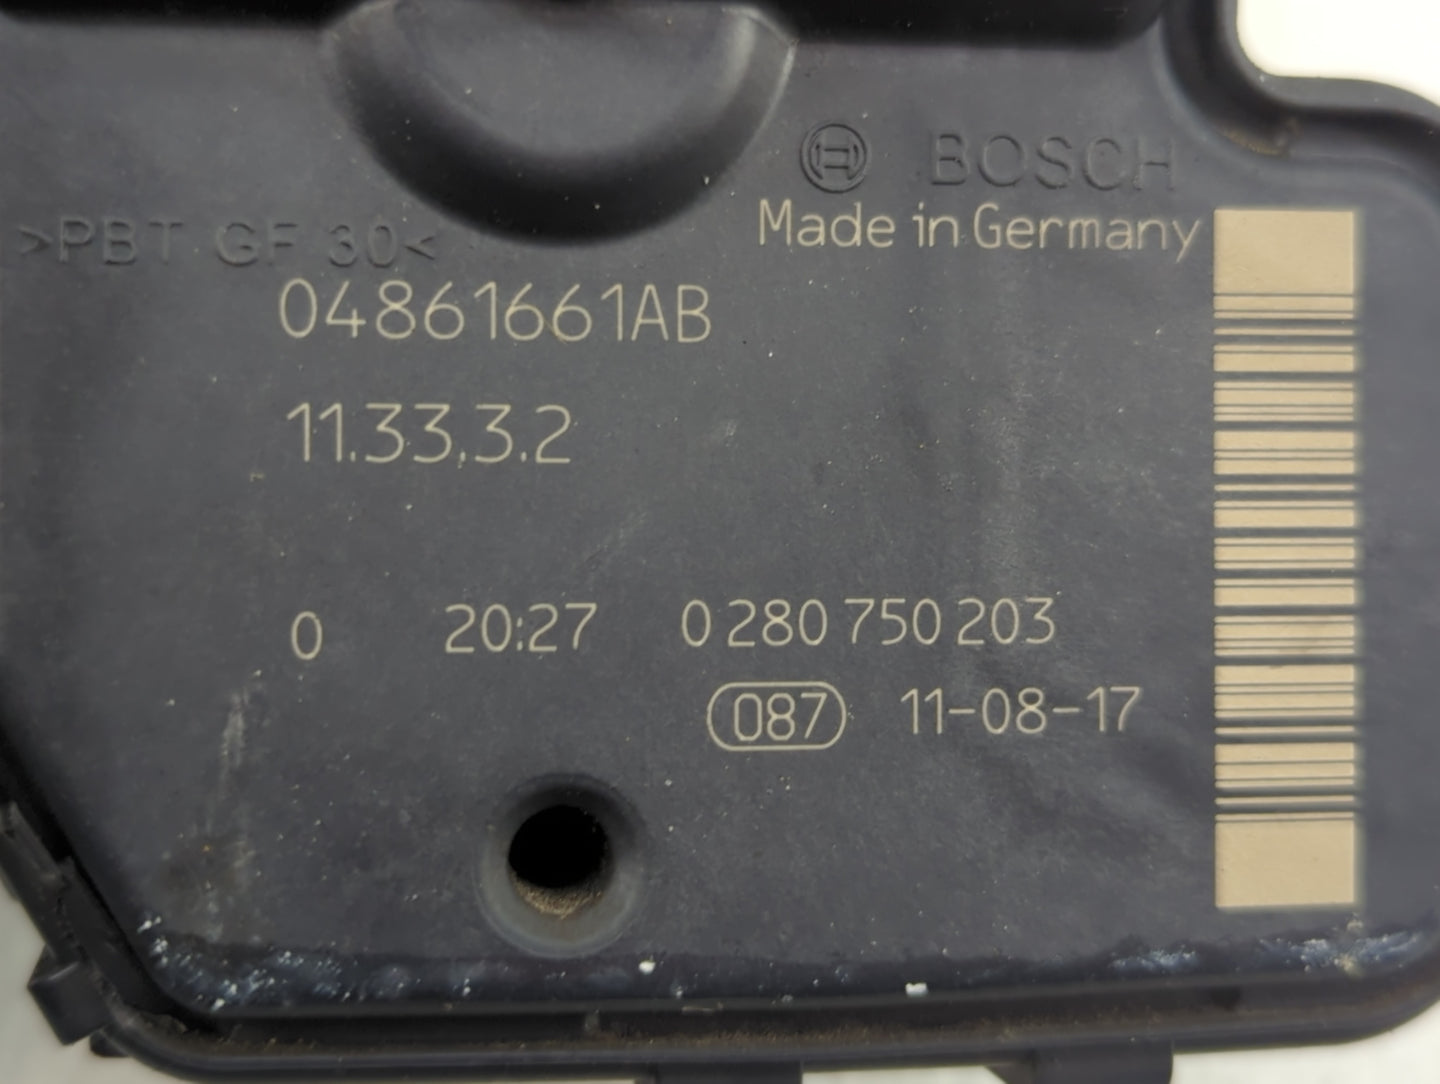 BOSCH
Made in Germany
>PBT GF 30<
04861661AB
11.33.3.2
0 20:27 0 280 750 203
087 11-08-17